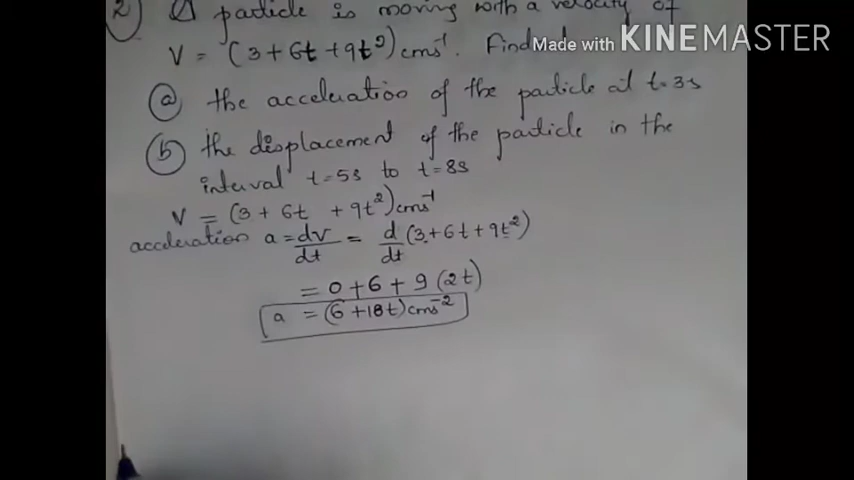 2) A particle is moving with a velocity of
V = (3+6t+9t²) cms⁻¹. Find
Made with KINEMASTER
(a) the acceleration of the particle at t=3s
(b) the displacement of the particle in the
interval t=5s to t=8s
V = (3 + 6t + 9t²) cms⁻¹
acceleration a = dv/dt = d/dt (3+6t+9t²)
= 0+6+9(2t)
a = (6+18t) cms⁻²